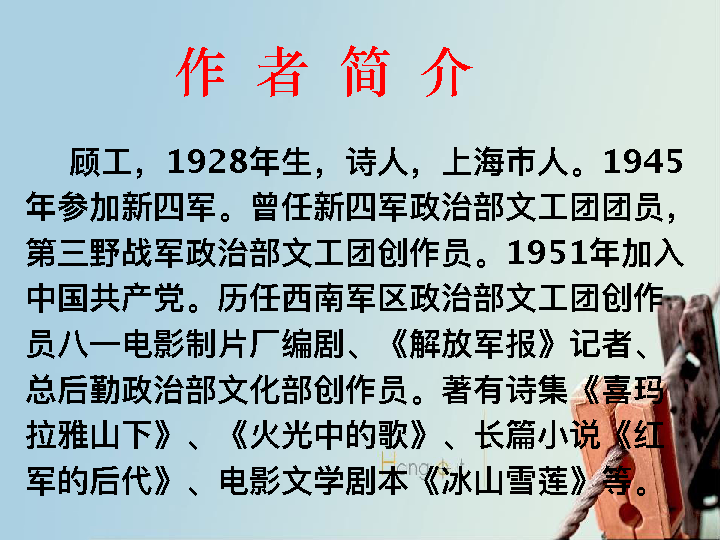 作者简介
顾工，1928年生，诗人，上海市人。1945
年参加新四军。曾任新四军政治部文工团团员，
第三野战军政治部文工团创作员。1951年加入
中国共产党。历任西南军区政治部文工团创作
员八一电影制片厂编剧、《解放军报》记者、
总后勤政治部文化部创作员。著有诗集《喜玛
拉雅山下》、《火光中的歌》、长篇小说《红
军的后代》、电影文学剧本《冰山雪莲》等。